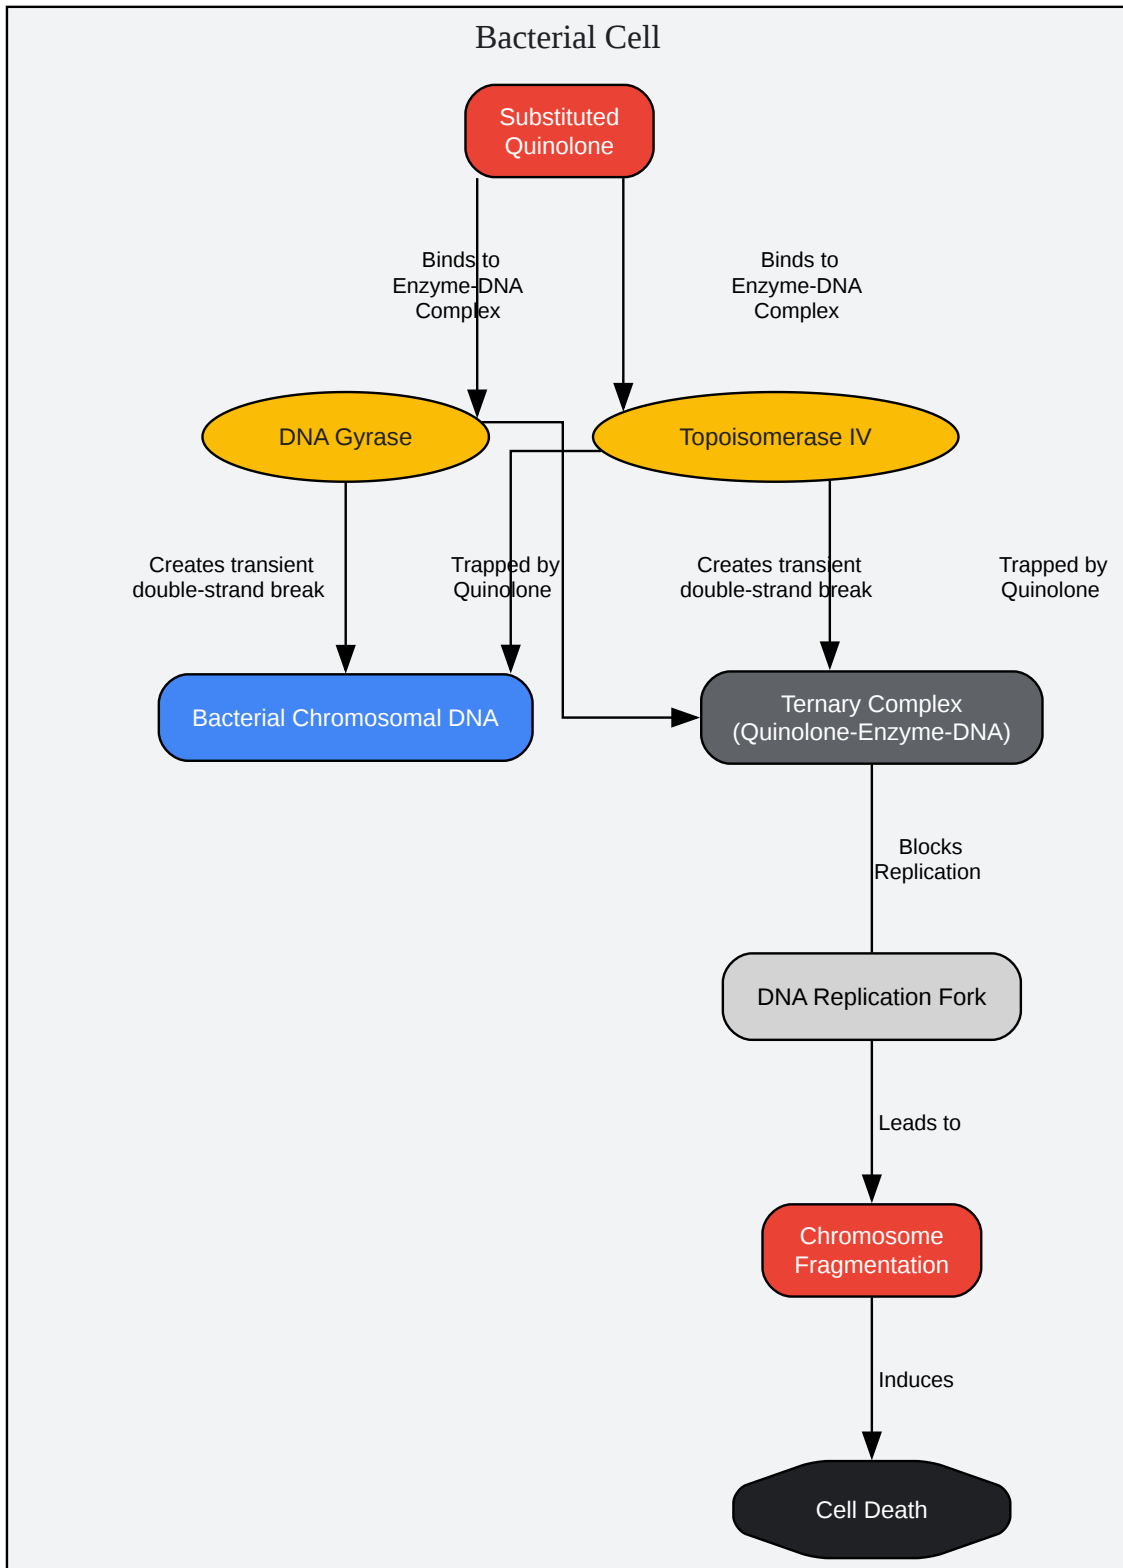 Bacterial Cell
Substituted
Quinolone
Binds to
Enzyme-DNA
Complex
Binds to
Enzyme-DNA
Complex
DNA Gyrase
Topoisomerase IV
Creates transient
double-strand break
Trapped by
Quinolone
Creates transient
double-strand break
Trapped by
Quinolone
Bacterial Chromosomal DNA
Ternary Complex
(Quinolone-Enzyme-DNA)
Blocks
Replication
DNA Replication Fork
Leads to
Chromosome
Fragmentation
Induces
Cell Death